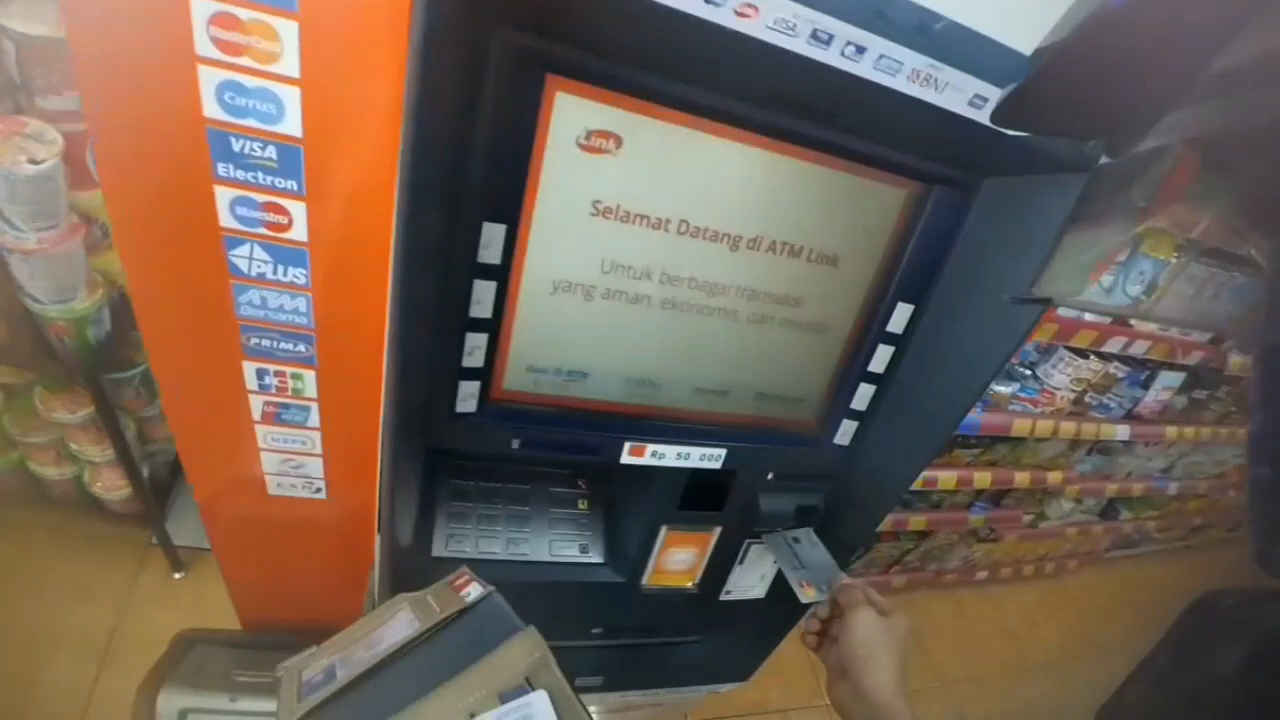 MasterCard
Cirrus
VISA
Electron
Maestro
PLUS
ATM
Bersama
PRIMA
JCB
MEPS
VISA
BNI
Link
Selamat Datang di ATM Link
Untuk berbagai transaksi
yang aman, ekonomis, dan mudah
Rp. 50.000